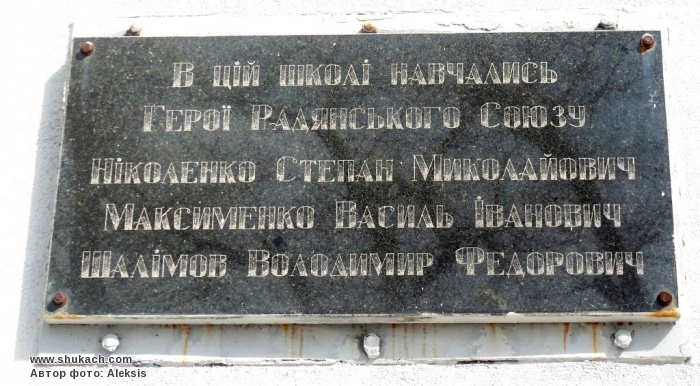 В цій школі навчались
Герої Радянського Союзу
Ніколенко Степан Миколайович
Максименко Василь Іванович
Шалімов Володимир Федорович
www.shukach.com
Автор фото: Aleksis